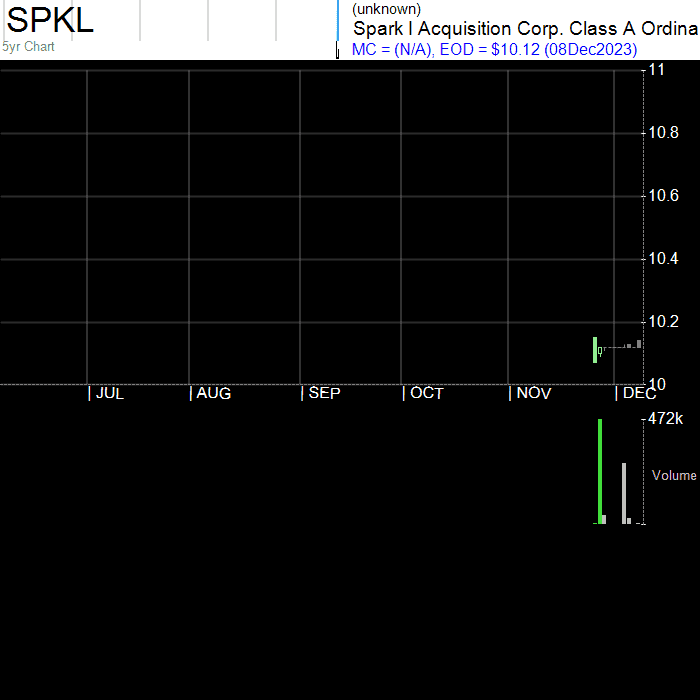 SPKL
5yr Chart
(unknown)
Spark I Acquisition Corp. Class A Ordina
MC = (N/A), EOD = $10.12 (08Dec2023)
11
10.8
10.6
10.4
10.2
10
| JUL | AUG | SEP | OCT | NOV | DEC
472k
Volume